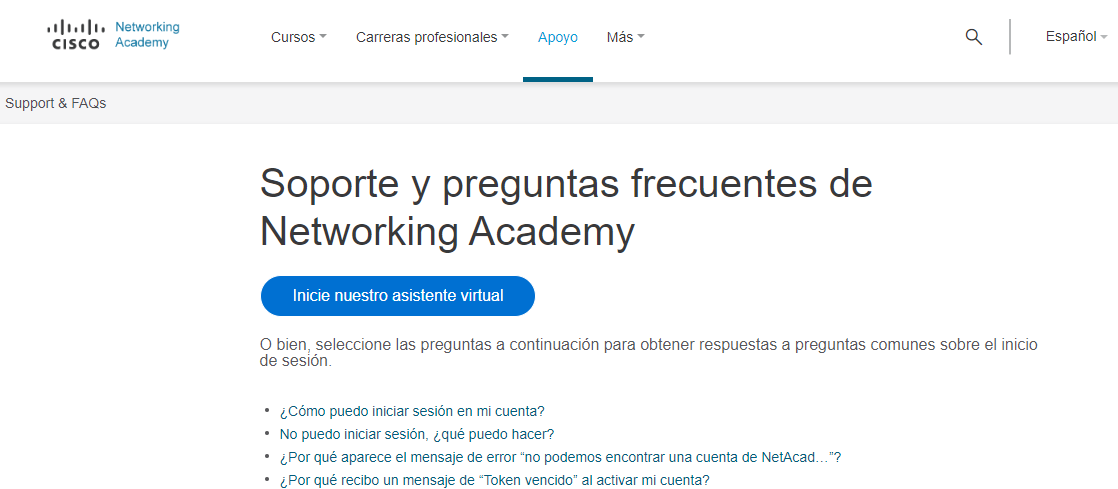 Networking
Academy
CISCO
Cursos
Carreras profesionales
Apoyo
Más
Español
Support & FAQs
Soporte y preguntas frecuentes de
Networking Academy
Inicie nuestro asistente virtual
O bien, seleccione las preguntas a continuación para obtener respuestas a preguntas comunes sobre el inicio
de sesión.
• ¿Cómo puedo iniciar sesión en mi cuenta?
• No puedo iniciar sesión, ¿qué puedo hacer?
• ¿Por qué aparece el mensaje de error “no podemos encontrar una cuenta de NetAcad…”?
• ¿Por qué recibo un mensaje de “Token vencido” al activar mi cuenta?